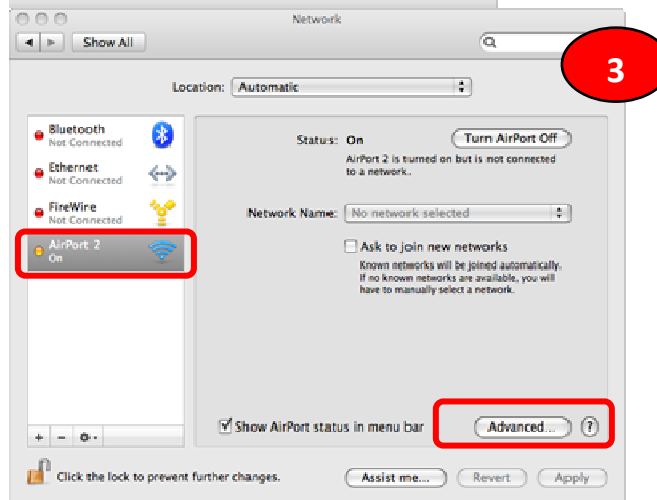 Network
Show All
3
Location: Automatic
Bluetooth
Not Connected
Ethernet
Not Connected
FireWire
Not Connected
AirPort 2
On
Status: On
Turn AirPort Off
AirPort 2 is turned on but is not connected
to a network.
Network Name: No network selected
Ask to join new networks
Known networks will be joined automatically.
If no known networks are available, you will
have to manually select a network.
Show AirPort status in menu bar
Advanced...
?
Click the lock to prevent further changes.
Assist me...
Revert
Apply